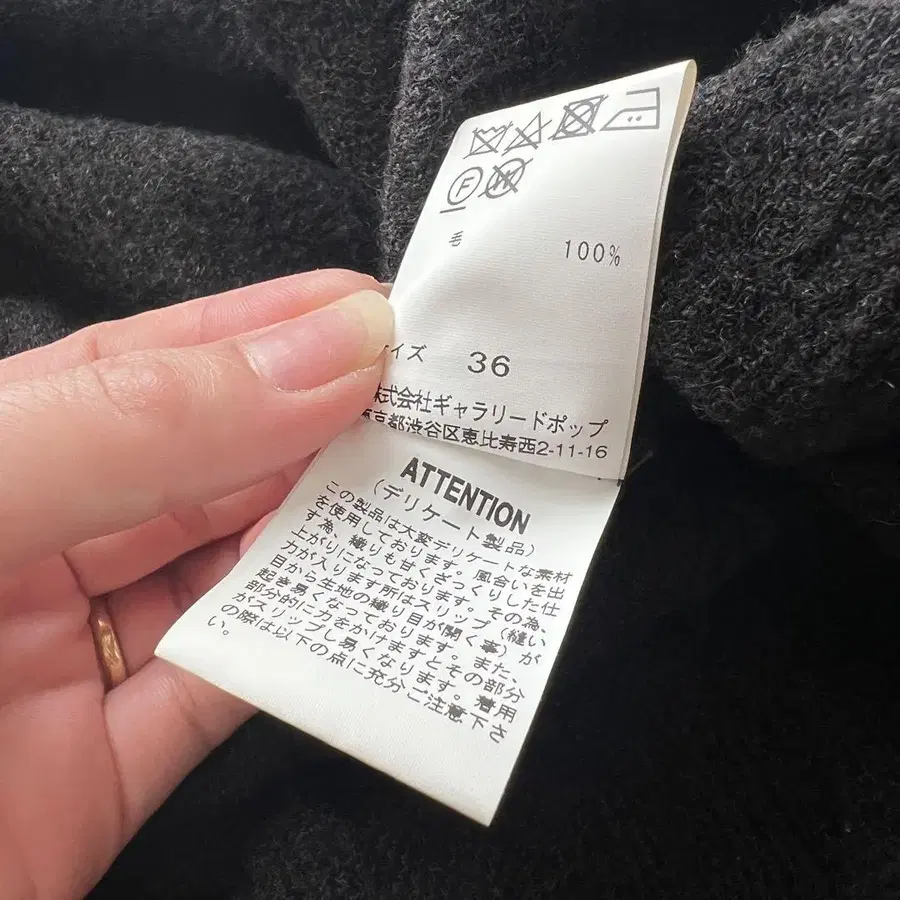 F
W
毛 100%
イズ 36
株式会社ギャラリードポップ
東京都渋谷区恵比寿西2-11-16
ATTENTION
(デリケート製品)
この製品は大変デリケートな素材
を使用しております。風合いを出
す為、織りも甘くざっくりした仕
上がりになっております。その為、
力が入ります所はスリップ(縫い
目から生地の織り目が開く事)が
起き易くなっております。また、
部分的に力をかけますとその部分
がスリップし易くなります。着用
の際は以下の点に充分ご注意下さ
い。